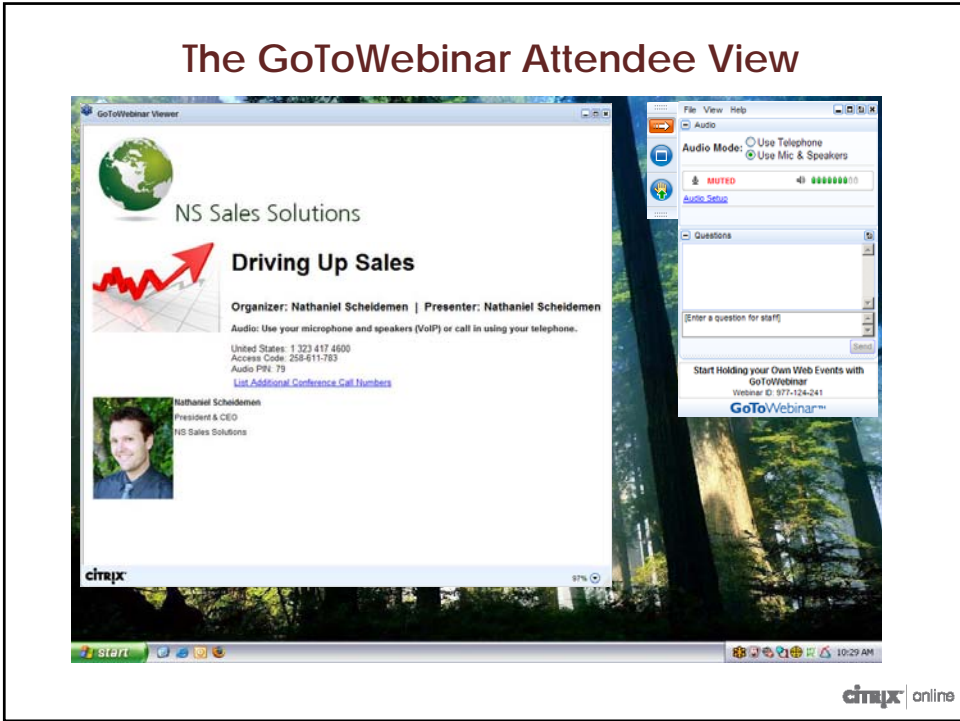 The GoToWebinar Attendee View
GoToWebinar Viewer
NS Sales Solutions
Driving Up Sales
Organizer: Nathaniel Scheidemen | Presenter: Nathaniel Scheidemen
Audio: Use your microphone and speakers (VoIP) or call in using your telephone.
United States: 1 323 417 4600
Access Code: 258-611-783
Audio PIN: 79
List Additional Conference Call Numbers
Nathaniel Scheidemen
President & CEO
NS Sales Solutions
CITRIX
97%
File View Help
Audio
Audio Mode:
Use Telephone
Use Mic & Speakers
MUTED
Audio Setup
Questions
[Enter a question for staff]
Send
Start Holding your Own Web Events with
GoToWebinar
Webinar ID: 977-124-241
GoToWebinar™
start
10:29 AM
CITRIX online